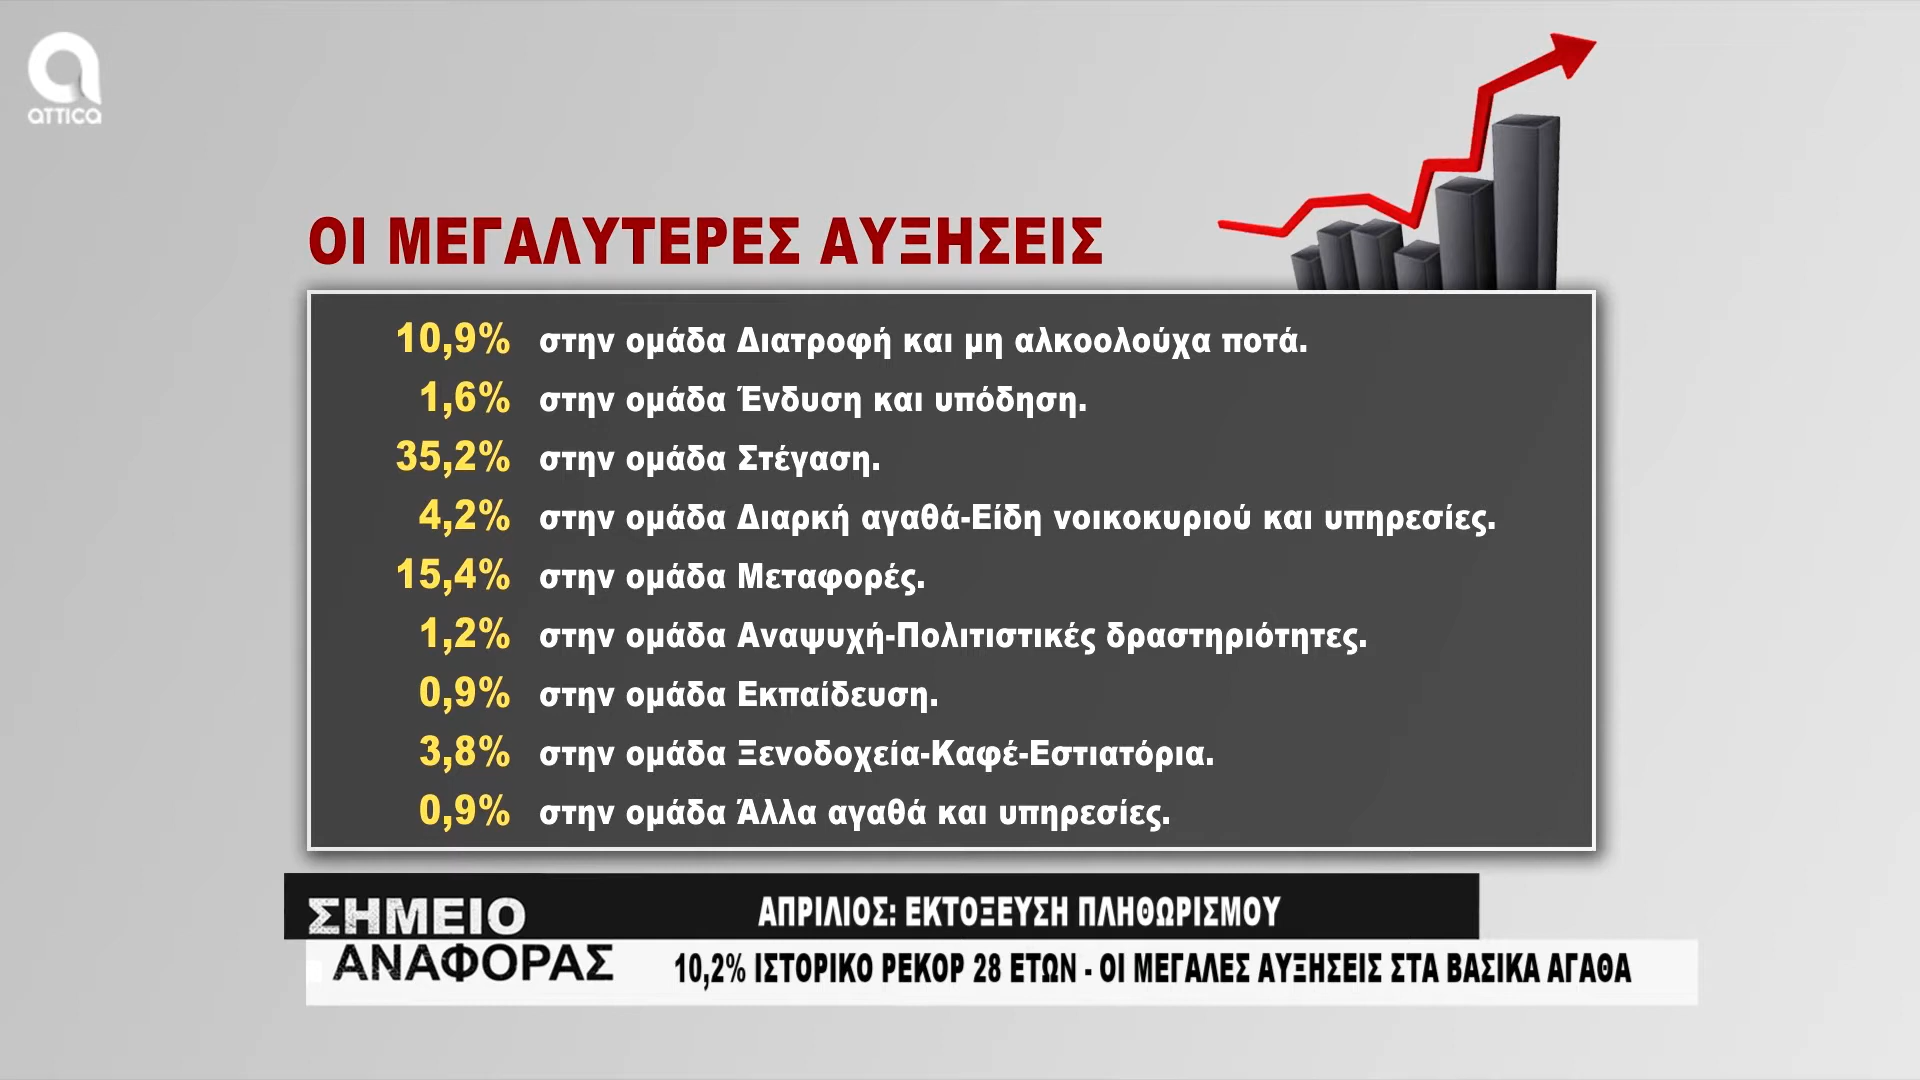 αττica
ΟΙ ΜΕΓΑΛΥΤΕΡΕΣ ΑΥΞΗΣΕΙΣ
10,9% στην ομάδα Διατροφή και μη αλκοολούχα ποτά.
1,6% στην ομάδα Ένδυση και υπόδηση.
35,2% στην ομάδα Στέγαση.
4,2% στην ομάδα Διαρκή αγαθά-Είδη νοικοκυριού και υπηρεσίες.
15,4% στην ομάδα Μεταφορές.
1,2% στην ομάδα Αναψυχή-Πολιτιστικές δραστηριότητες.
0,9% στην ομάδα Εκπαίδευση.
3,8% στην ομάδα Ξενοδοχεία-Καφέ-Εστιατόρια.
0,9% στην ομάδα Άλλα αγαθά και υπηρεσίες.
ΣΗΜΕΙΟ
ΑΝΑΦΟΡΑΣ
ΑΠΡΙΛΙΟΣ: ΕΚΤΟΞΕΥΣΗ ΠΛΗΘΩΡΙΣΜΟΥ
10,2% ΙΣΤΟΡΙΚΟ ΡΕΚΟΡ 28 ΕΤΩΝ - ΟΙ ΜΕΓΑΛΕΣ ΑΥΞΗΣΕΙΣ ΣΤΑ ΒΑΣΙΚΑ ΑΓΑΘΑ